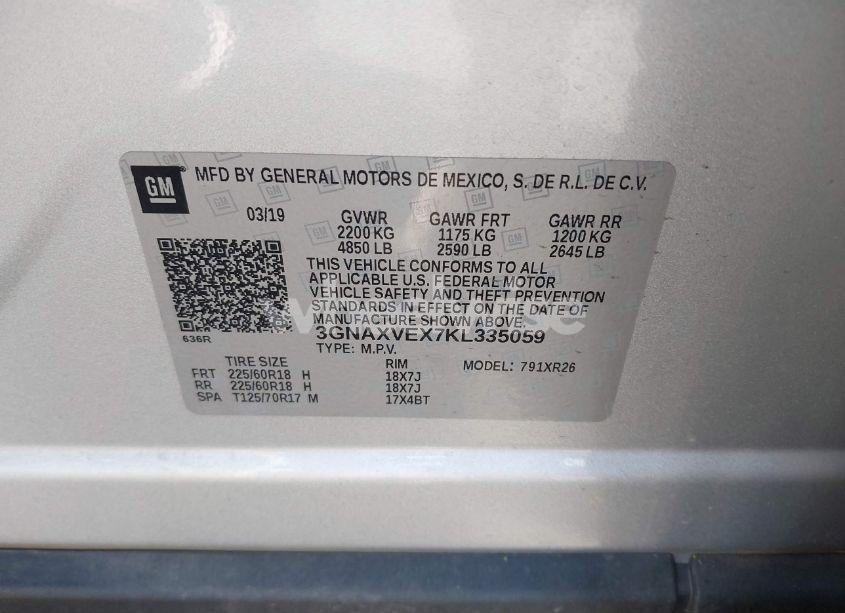 GM
MFD BY GENERAL MOTORS DE MEXICO, S. DE R.L. DE C.V.
03/19 GVWR GAWR FRT GAWR RR
2200 KG 1175 KG 1200 KG
4850 LB 2590 LB 2645 LB
THIS VEHICLE CONFORMS TO ALL
APPLICABLE U.S. FEDERAL MOTOR
VEHICLE SAFETY AND THEFT PREVENTION
STANDARDS IN EFFECT ON THE DATE OF
MANUFACTURE SHOWN ABOVE.
636R 3GNAXVEX7KL335059
TYPE: M.P.V.
TIRE SIZE RIM MODEL: 791XR26
FRT 225/60R18 H 18X7J
RR 225/60R18 H 18X7J
SPA T125/70R17 M 17X4BT